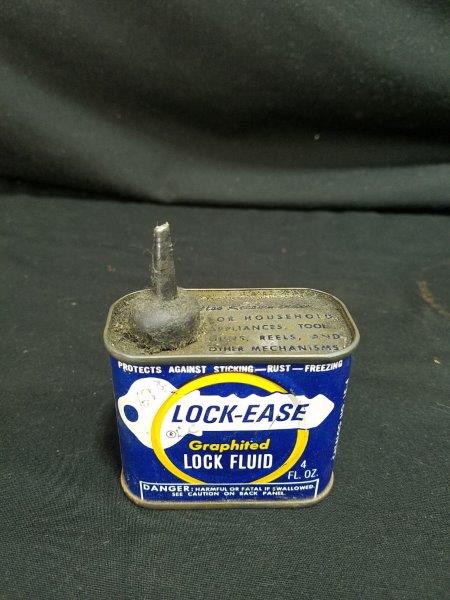 FOR HOUSEHOLD
APPLIANCES, TOOLS
GUNS, REELS, AND
OTHER MECHANISMS
PROTECTS AGAINST STICKING—RUST—FREEZING
LOCK-EASE
®
Graphited
LOCK FLUID
4
FL. OZ.
DANGER: HARMFUL OR FATAL IF SWALLOWED.
SEE CAUTION ON BACK PANEL.